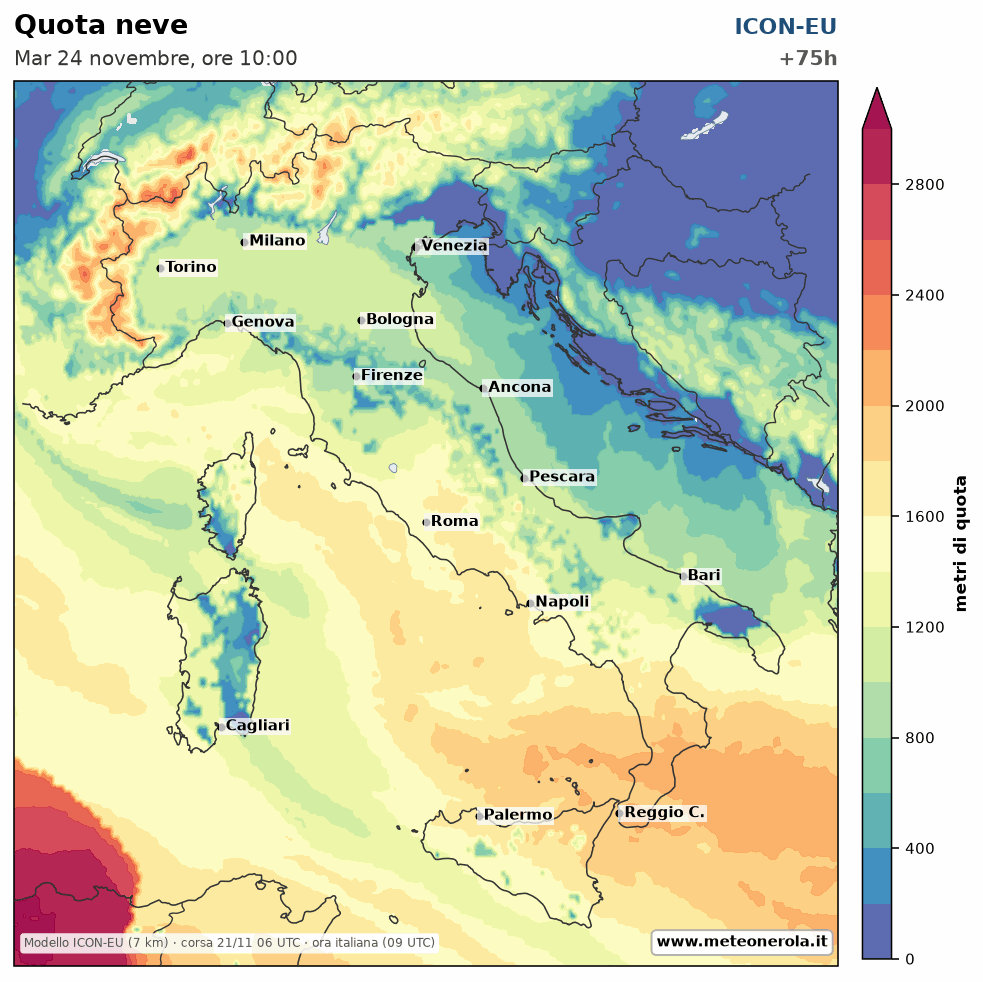 Quota neve
ICON-EU
Mar 24 novembre, ore 10:00
+75h
Milano
Venezia
Torino
Genova
Bologna
Firenze
Ancona
Pescara
Roma
Bari
Napoli
Cagliari
Palermo
Reggio C.
2800
2400
2000
1600
1200
800
400
0
metri di quota
Modello ICON-EU (7 km) · corsa 21/11 06 UTC · ora italiana (09 UTC)
www.meteonerola.it